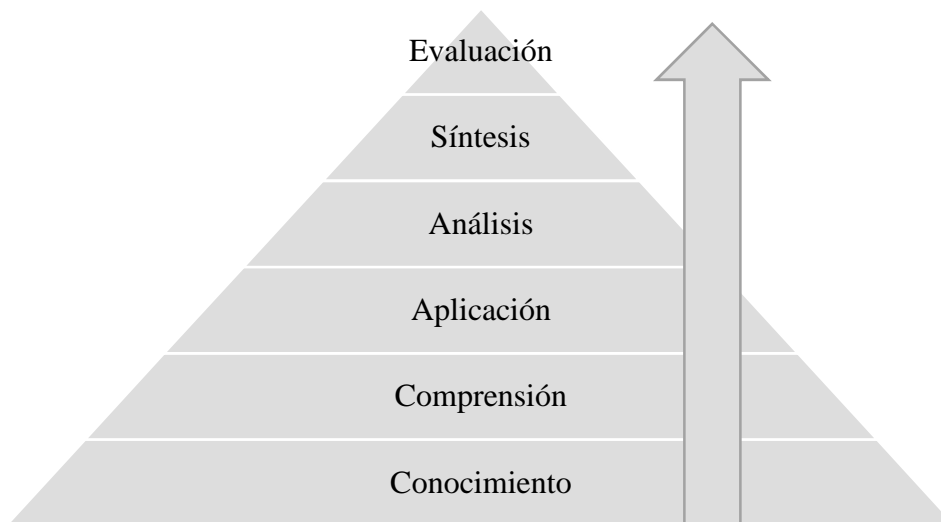 Evaluación
Síntesis
Análisis
Aplicación
Comprensión
Conocimiento